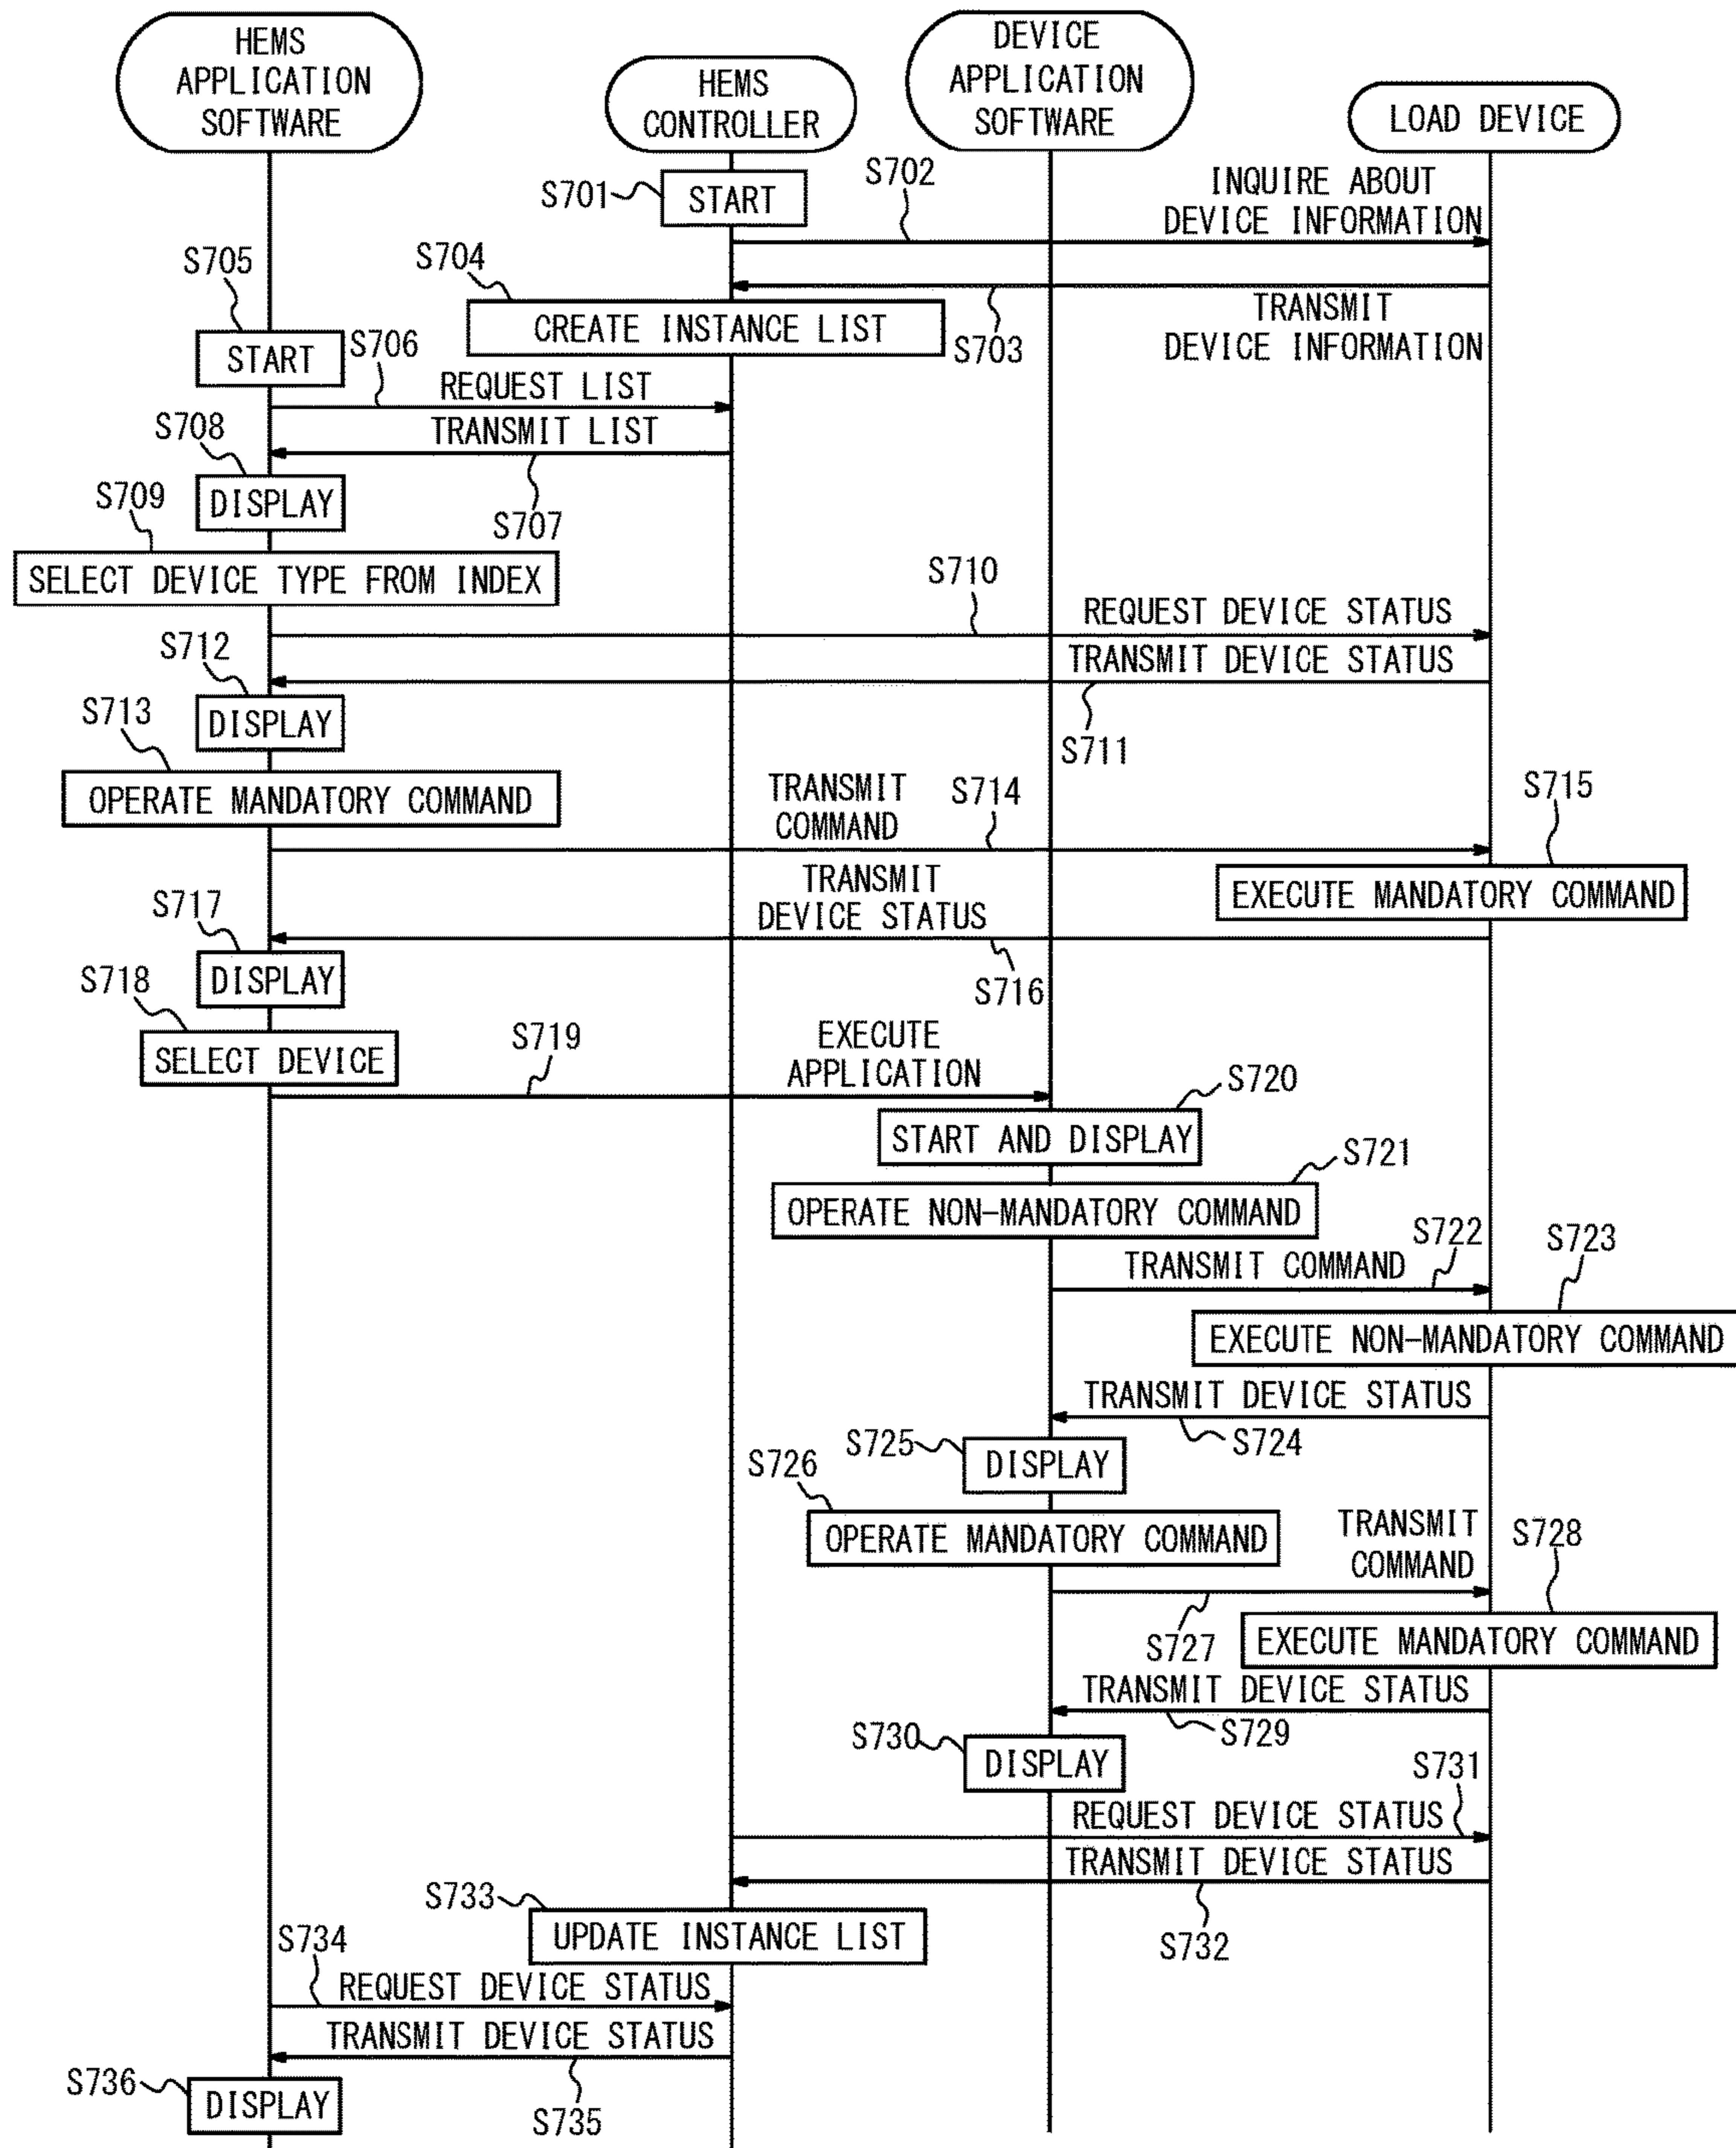 HEMS
APPLICATION
SOFTWARE
HEMS
CONTROLLER
DEVICE
APPLICATION
SOFTWARE
LOAD DEVICE
S701
START
S702
INQUIRE ABOUT
DEVICE INFORMATION
S703
TRANSMIT
DEVICE INFORMATION
S704
CREATE INSTANCE LIST
S705
START
S706
REQUEST LIST
TRANSMIT LIST
S707
S708
DISPLAY
S709
SELECT DEVICE TYPE FROM INDEX
S710
REQUEST DEVICE STATUS
TRANSMIT DEVICE STATUS
S711
S712
DISPLAY
S713
OPERATE MANDATORY COMMAND
TRANSMIT
COMMAND
S714
S715
EXECUTE MANDATORY COMMAND
TRANSMIT
DEVICE STATUS
S716
S717
DISPLAY
S718
SELECT DEVICE
S719
EXECUTE
APPLICATION
S720
START AND DISPLAY
S721
OPERATE NON-MANDATORY COMMAND
S722
TRANSMIT COMMAND
S723
EXECUTE NON-MANDATORY COMMAND
TRANSMIT DEVICE STATUS
S724
S725
DISPLAY
S726
OPERATE MANDATORY COMMAND
TRANSMIT
COMMAND
S727
S728
EXECUTE MANDATORY COMMAND
TRANSMIT DEVICE STATUS
S729
S730
DISPLAY
S731
REQUEST DEVICE STATUS
TRANSMIT DEVICE STATUS
S732
S733
UPDATE INSTANCE LIST
S734
REQUEST DEVICE STATUS
TRANSMIT DEVICE STATUS
S735
S736
DISPLAY